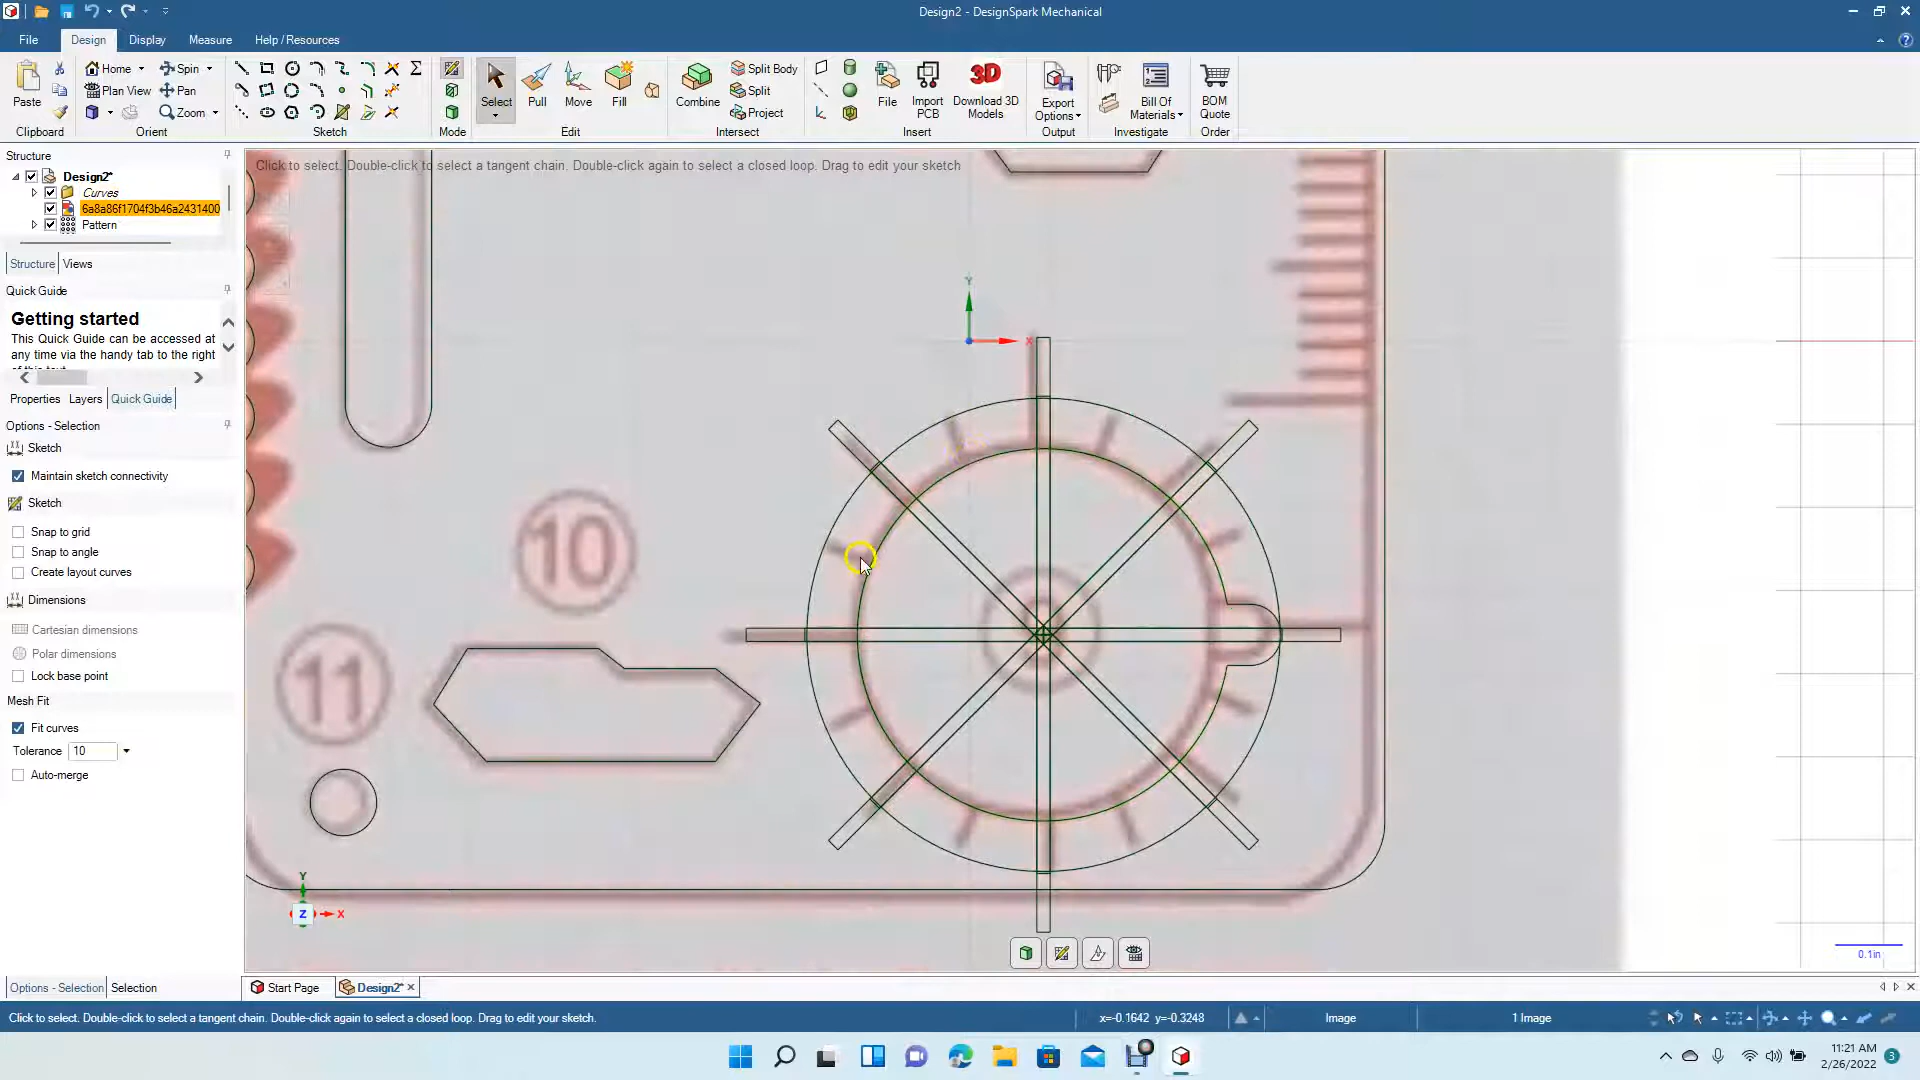 Design2 - DesignSpark Mechanical
File Design Display Measure Help / Resources
Paste Home Spin Plan View Pan Zoom
Select Pull Move Fill Combine Split Body Split Project
File Import PCB Download 3D Models Export Options Bill Of Materials BOM Quote
Clipboard Orient Sketch Mode Edit Intersect Insert Output Investigate Order
Structure
Design2*
Curves
6a8a86f1704f3b46a2431400
Pattern
Structure Views
Quick Guide
Getting started
This Quick Guide can be accessed at
any time via the handy tab to the right
Properties Layers Quick Guide
Options - Selection
Sketch
Maintain sketch connectivity
Sketch
Snap to grid
Snap to angle
Create layout curves
Dimensions
Cartesian dimensions
Polar dimensions
Lock base point
Mesh Fit
Fit curves
Tolerance 10
Auto-merge
Click to select. Double-click to select a tangent chain. Double-click again to select a closed loop. Drag to edit your sketch
Y
X
10
11
Y
Z X
0.1in
Options - Selection Selection Start Page Design2*
Click to select. Double-click to select a tangent chain. Double-click again to select a closed loop. Drag to edit your sketch. x=-0.1642 y=-0.3248 Image 1 Image
11:21 AM
2/26/2022 3